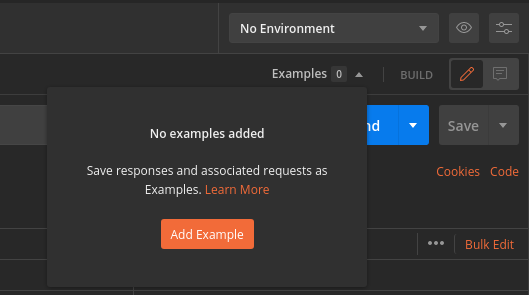 No Environment
Examples 0
BUILD
No examples added
Save responses and associated requests as
Examples. Learn More
Add Example
nd
Save
Cookies Code
Bulk Edit